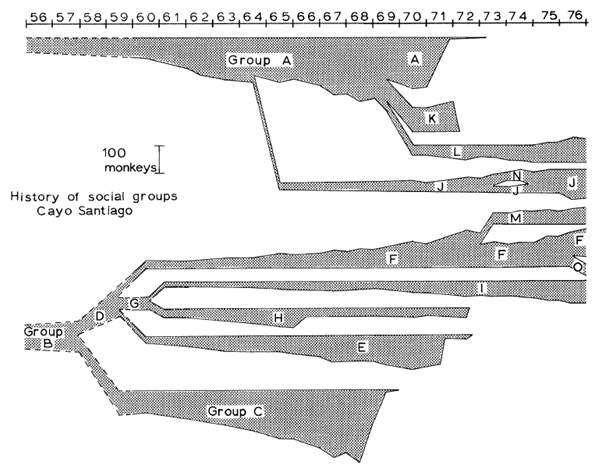 56 57 58 59 60 61 62 63 64 65 66 67 68 69 70 71 72 73 74 75 76
Group A
A
K
L
100
monkeys
N
J
J
J
History of social groups
Cayo Santiago
M
F
F
F
O
I
G
D
H
Group
B
E
Group C